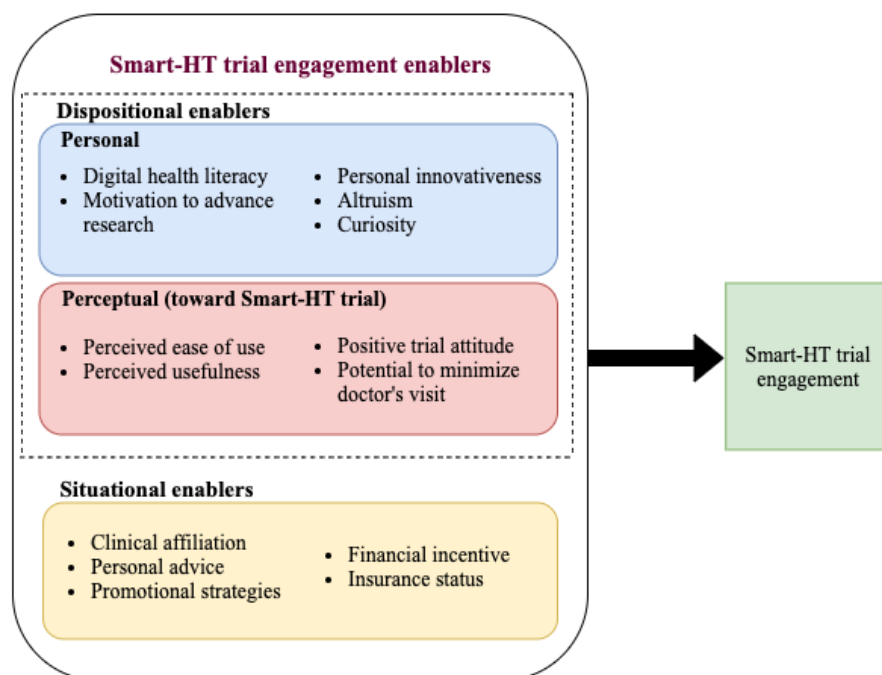 Smart-HT trial engagement enablers
Dispositional enablers
Personal
• Digital health literacy
• Motivation to advance
research
• Personal innovativeness
• Altruism
• Curiosity
Perceptual (toward Smart-HT trial)
• Perceived ease of use
• Perceived usefulness
• Positive trial attitude
• Potential to minimize
doctor's visit
Situational enablers
• Clinical affiliation
• Personal advice
• Promotional strategies
• Financial incentive
• Insurance status
Smart-HT trial
engagement